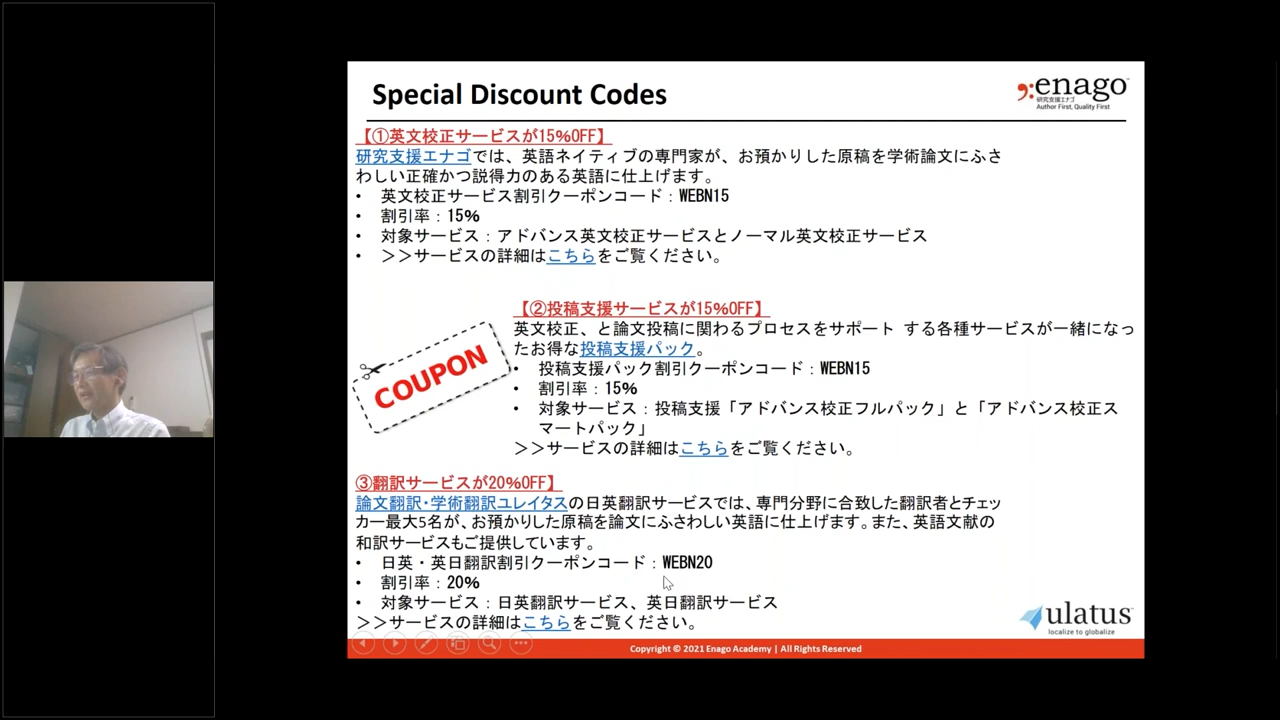 Special Discount Codes
enago
研究支援エナゴ
Author First, Quality First
【①英文校正サービスが15%OFF】
研究支援エナゴでは、英語ネイティブの専門家が、お預かりした原稿を学術論文にふさ
わしい正確かつ説得力のある英語に仕上げます。
• 英文校正サービス割引クーポンコード：WEBN15
• 割引率：15%
• 対象サービス：アドバンス英文校正サービスとノーマル英文校正サービス
• >>サービスの詳細はこちらをご覧ください。
【②投稿支援サービスが15%OFF】
英文校正、と論文投稿に関わるプロセスをサポート する各種サービスが一緒になっ
たお得な投稿支援パック。
• 投稿支援パック割引クーポンコード：WEBN15
• 割引率：15%
• 対象サービス：投稿支援「アドバンス校正フルパック」と「アドバンス校正ス
マートパック」
>>サービスの詳細はこちらをご覧ください。
COUPON
③翻訳サービスが20%OFF】
論文翻訳・学術翻訳ユレイタスの日英翻訳サービスでは、専門分野に合致した翻訳者とチェッ
カー最大5名が、お預かりした原稿を論文にふさわしい英語に仕上げます。また、英語文献の
和訳サービスもご提供しています。
• 日英・英日翻訳割引クーポンコード：WEBN20
• 割引率：20%
• 対象サービス：日英翻訳サービス、英日翻訳サービス
>>サービスの詳細はこちらをご覧ください。
ulatus
localize to globalize
Copyright © 2021 Enago Academy | All Rights Reserved